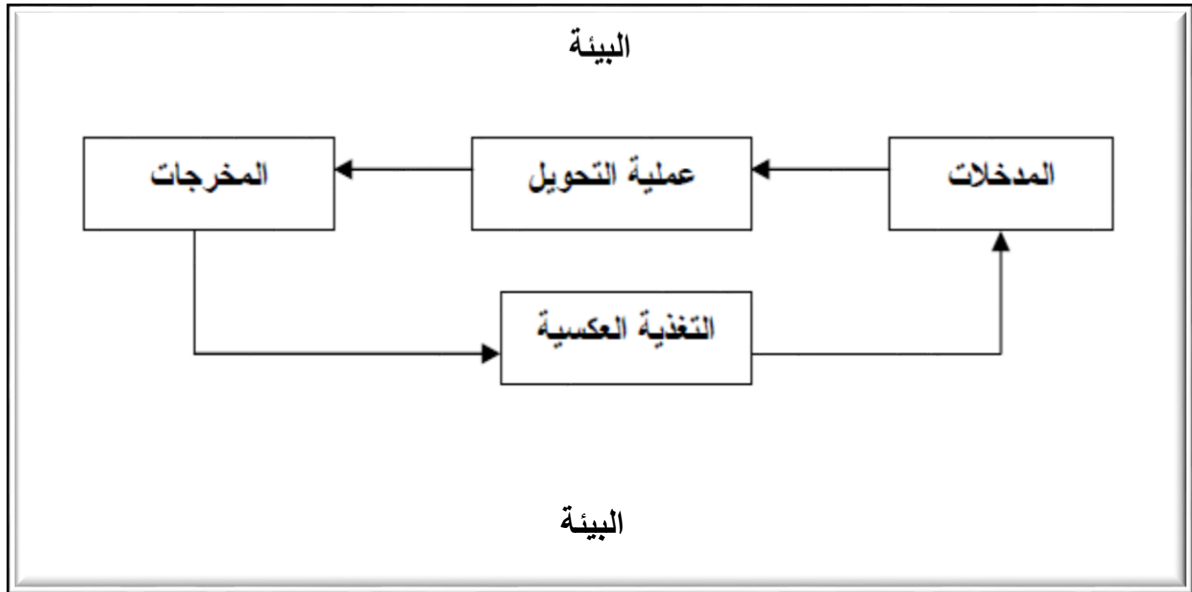 البيئة
المدخلات
عملية التحويل
المخرجات
التغذية العكسية
البيئة